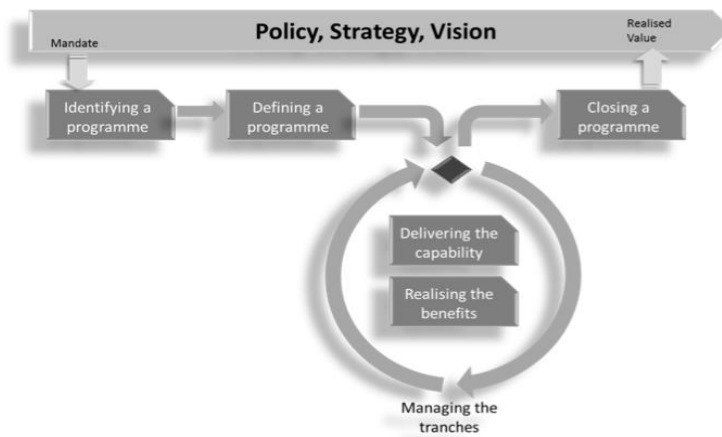 Policy, Strategy, Vision
Mandate
Realised
Value
Identifying a
programme
Defining a
programme
Closing a
programme
Delivering the
capability
Realising the
benefits
Managing the
tranches